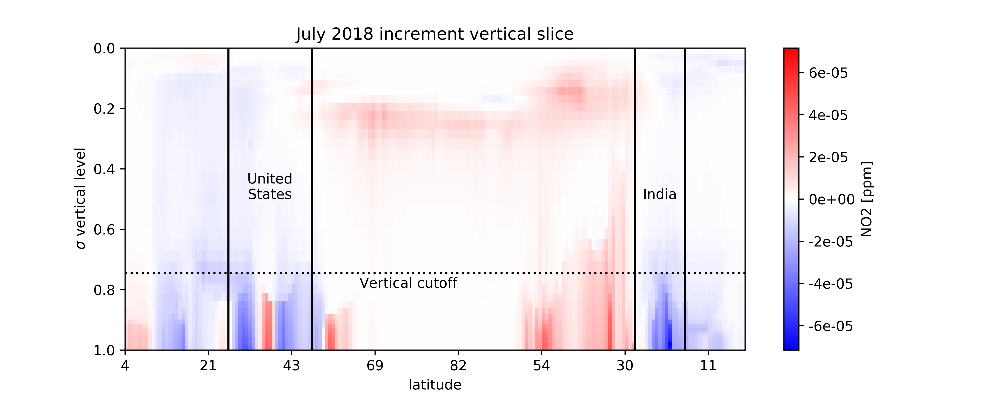 July 2018 increment vertical slice
0.0
0.2
0.4
0.6
0.8
1.0
σ vertical level
United
States
India
Vertical cutoff
4
21
43
69
82
54
30
11
latitude
6e-05
4e-05
2e-05
0e+00
-2e-05
-4e-05
-6e-05
NO2 [ppm]